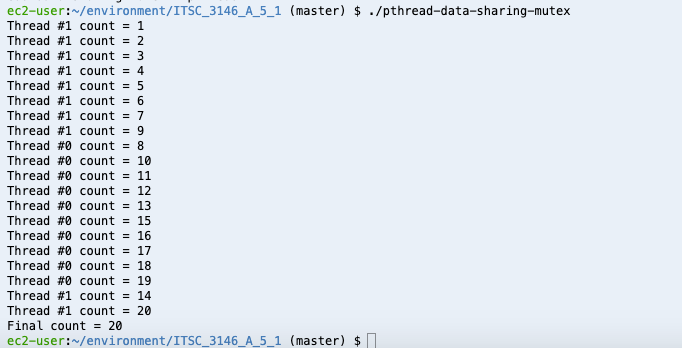 ec2-user:~/environment/ITSC_3146_A_5_1 (master) $ ./pthread-data-sharing-mutex
Thread #1 count = 1
Thread #1 count = 2
Thread #1 count = 3
Thread #1 count = 4
Thread #1 count = 5
Thread #1 count = 6
Thread #1 count = 7
Thread #1 count = 9
Thread #0 count = 8
Thread #0 count = 10
Thread #0 count = 11
Thread #0 count = 12
Thread #0 count = 13
Thread #0 count = 15
Thread #0 count = 16
Thread #0 count = 17
Thread #0 count = 18
Thread #0 count = 19
Thread #1 count = 14
Thread #1 count = 20
Final count = 20
ec2-user:~/environment/ITSC_3146_A_5_1 (master) $